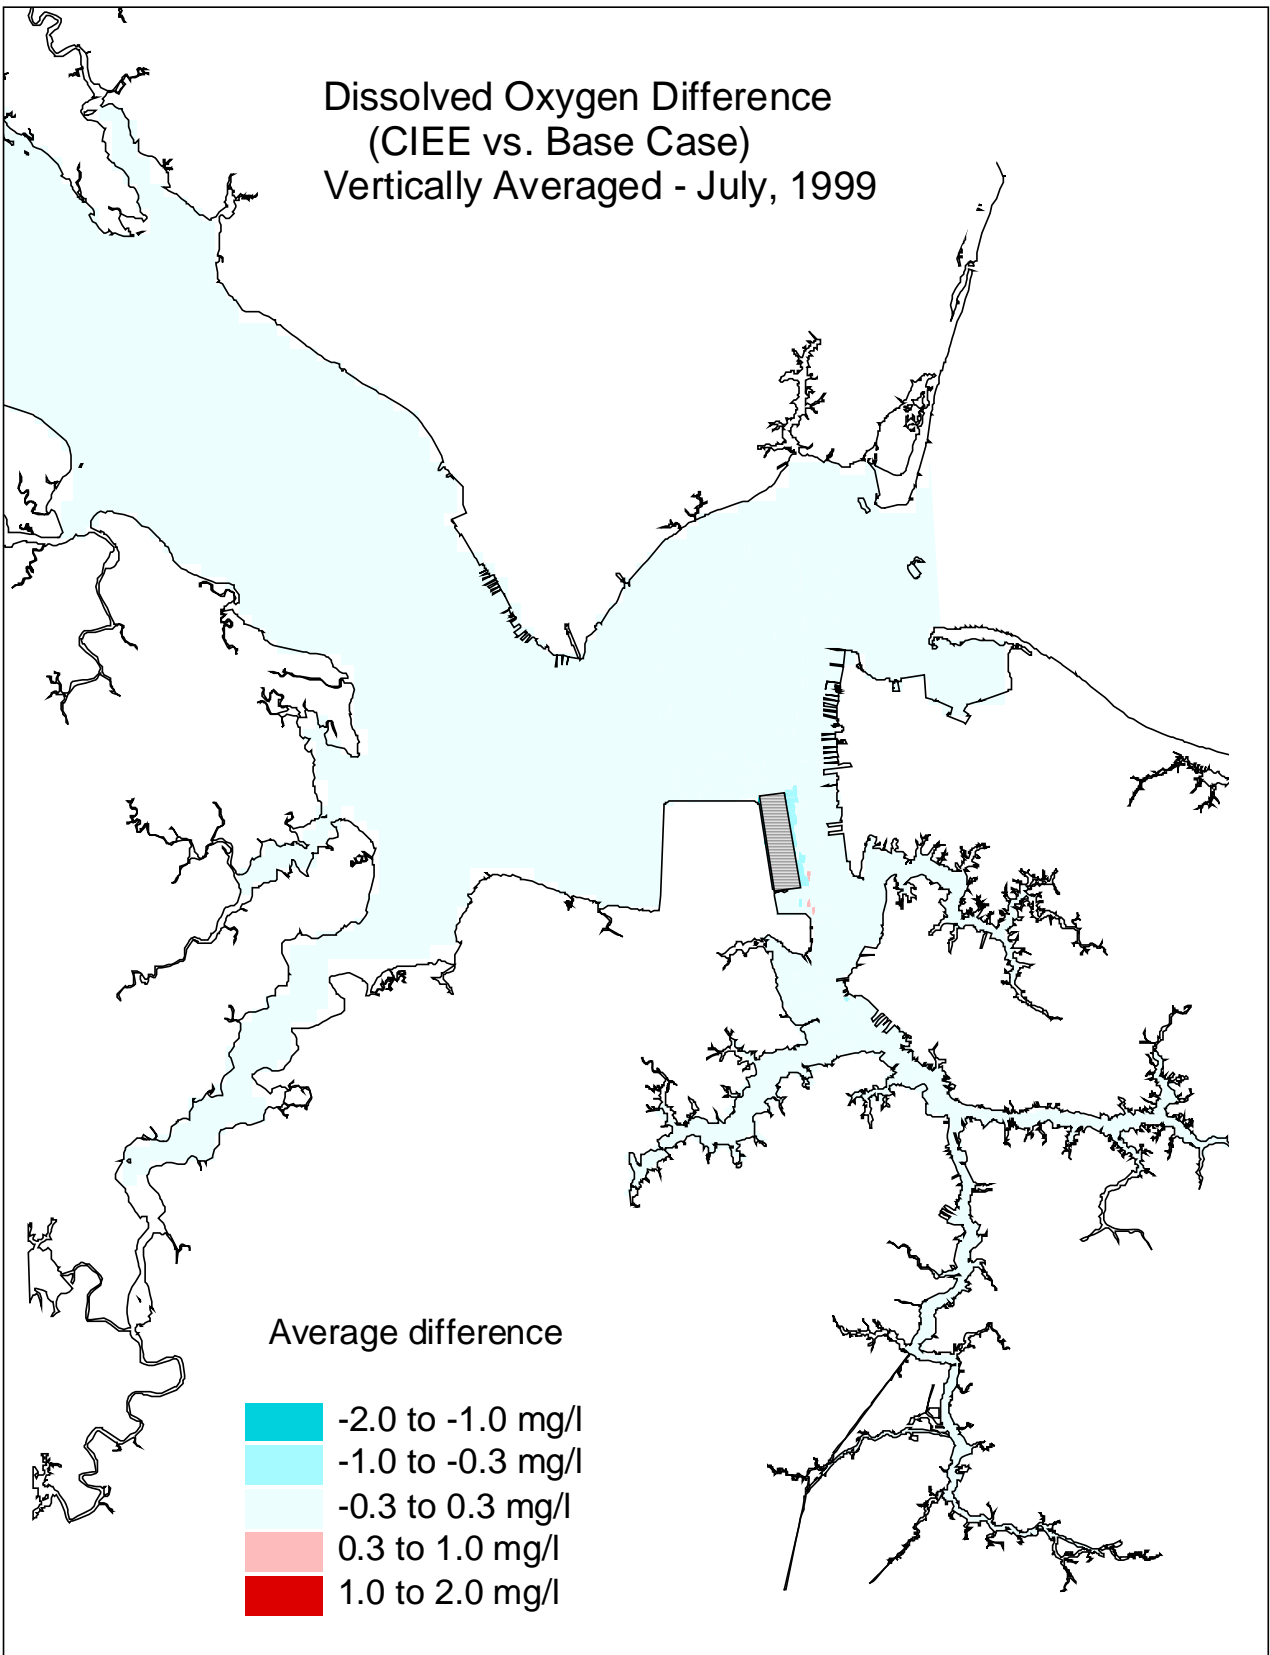 Dissolved Oxygen Difference
(CIEE vs. Base Case)
Vertically Averaged - July, 1999
Average difference
-2.0 to -1.0 mg/l
-1.0 to -0.3 mg/l
-0.3 to 0.3 mg/l
0.3 to 1.0 mg/l
1.0 to 2.0 mg/l